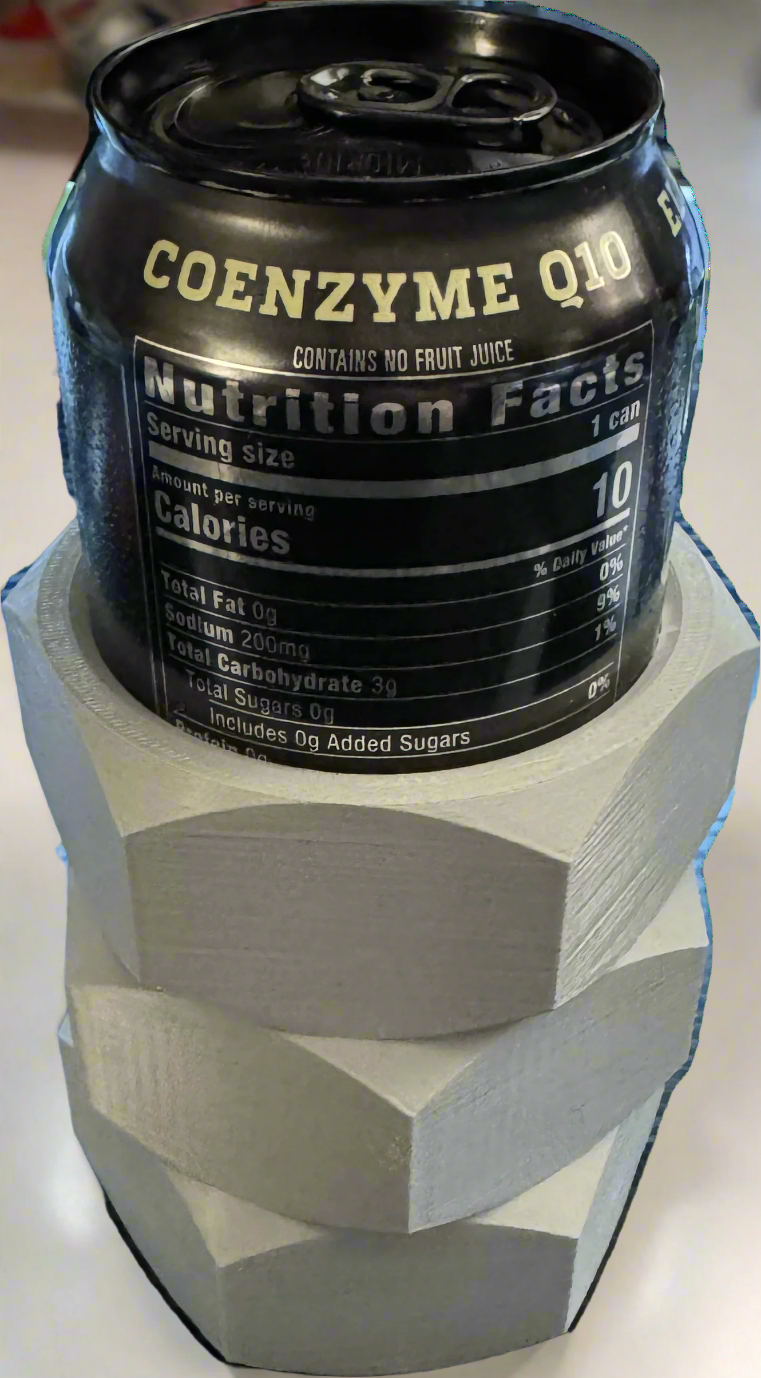 COENZYME Q10
CONTAINS NO FRUIT JUICE
Nutrition Facts
Serving size 1 can
Amount per serving
Calories 10
% Daily Value*
Total Fat 0g 0%
Sodium 200mg 9%
Total Carbohydrate 3g 1%
Total Sugars 0g
Includes 0g Added Sugars 0%
Protein 0g